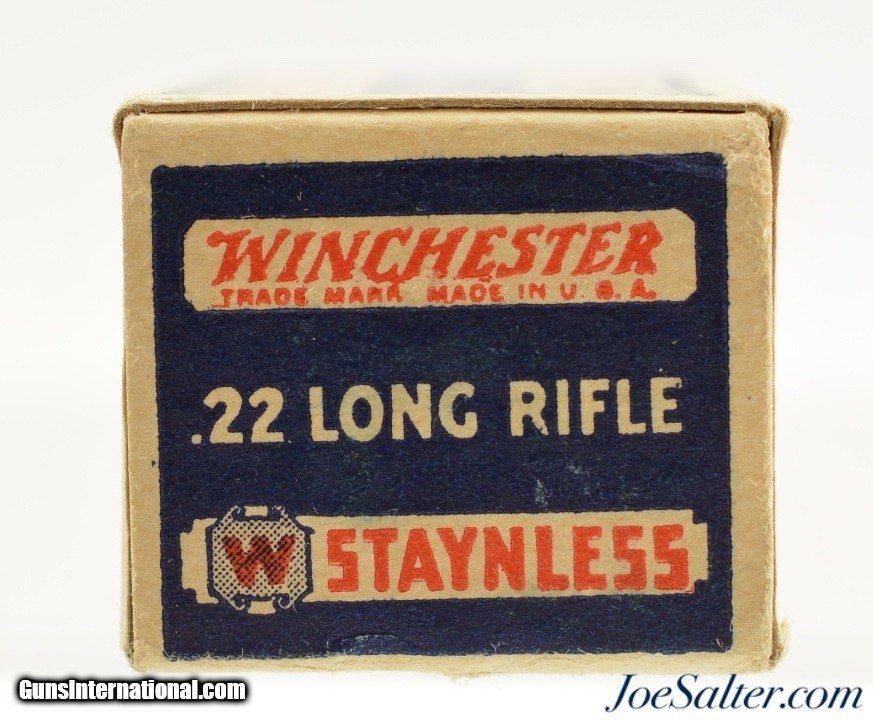 WINCHESTER
TRADE MARK MADE IN U.S.A.
.22 LONG RIFLE
W STAYNLESS
GunsInternational.com
JoeSalter.com